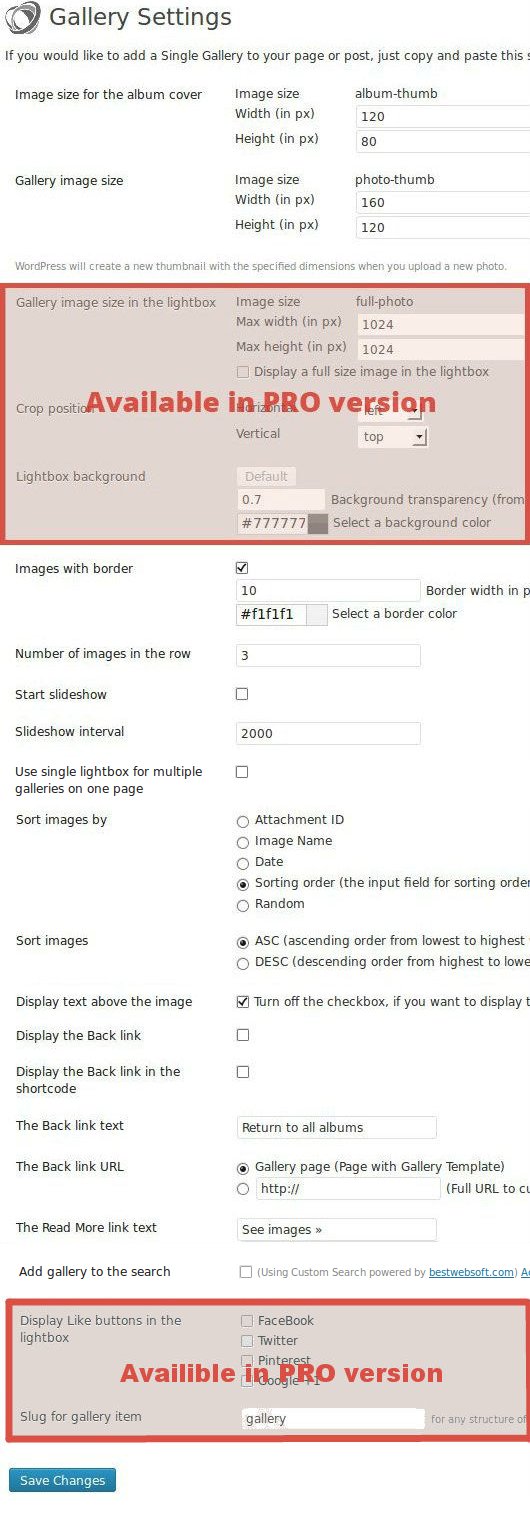 Gallery Settings
If you would like to add a Single Gallery to your page or post, just copy and paste this
Image size for the album cover Image size album-thumb
Width (in px) 120
Height (in px) 80
Gallery image size Image size photo-thumb
Width (in px) 160
Height (in px) 120
WordPress will create a new thumbnail with the specified dimensions when you upload a new photo.
Gallery image size in the lightbox Image size full-photo
Max width (in px) 1024
Max height (in px) 1024
Display a full size image in the lightbox
Available in PRO version
Crop position Horizontal left
Vertical top
Lightbox background Default
0.7 Background transparency (from
#777777 Select a background color
Images with border
10 Border width in
#f1f1f1 Select a border color
Number of images in the row 3
Start slideshow
Slideshow interval 2000
Use single lightbox for multiple
galleries on one page
Sort images by Attachment ID
Image Name
Date
Sorting order (the input field for sorting order
Random
Sort images ASC (ascending order from lowest to highest
DESC (descending order from highest to lowe
Display text above the image Turn off the checkbox, if you want to display
Display the Back link
Display the Back link in the
shortcode
The Back link text Return to all albums
The Back link URL Gallery page (Page with Gallery Template)
http:// (Full URL to cu
The Read More link text See images »
Add gallery to the search (Using Custom Search powered by bestwebsoft.com)
Display Like buttons in the FaceBook
lightbox
Twitter
Pinterest
Availible in PRO version
Google +1
Slug for gallery item gallery for any structure of
Save Changes